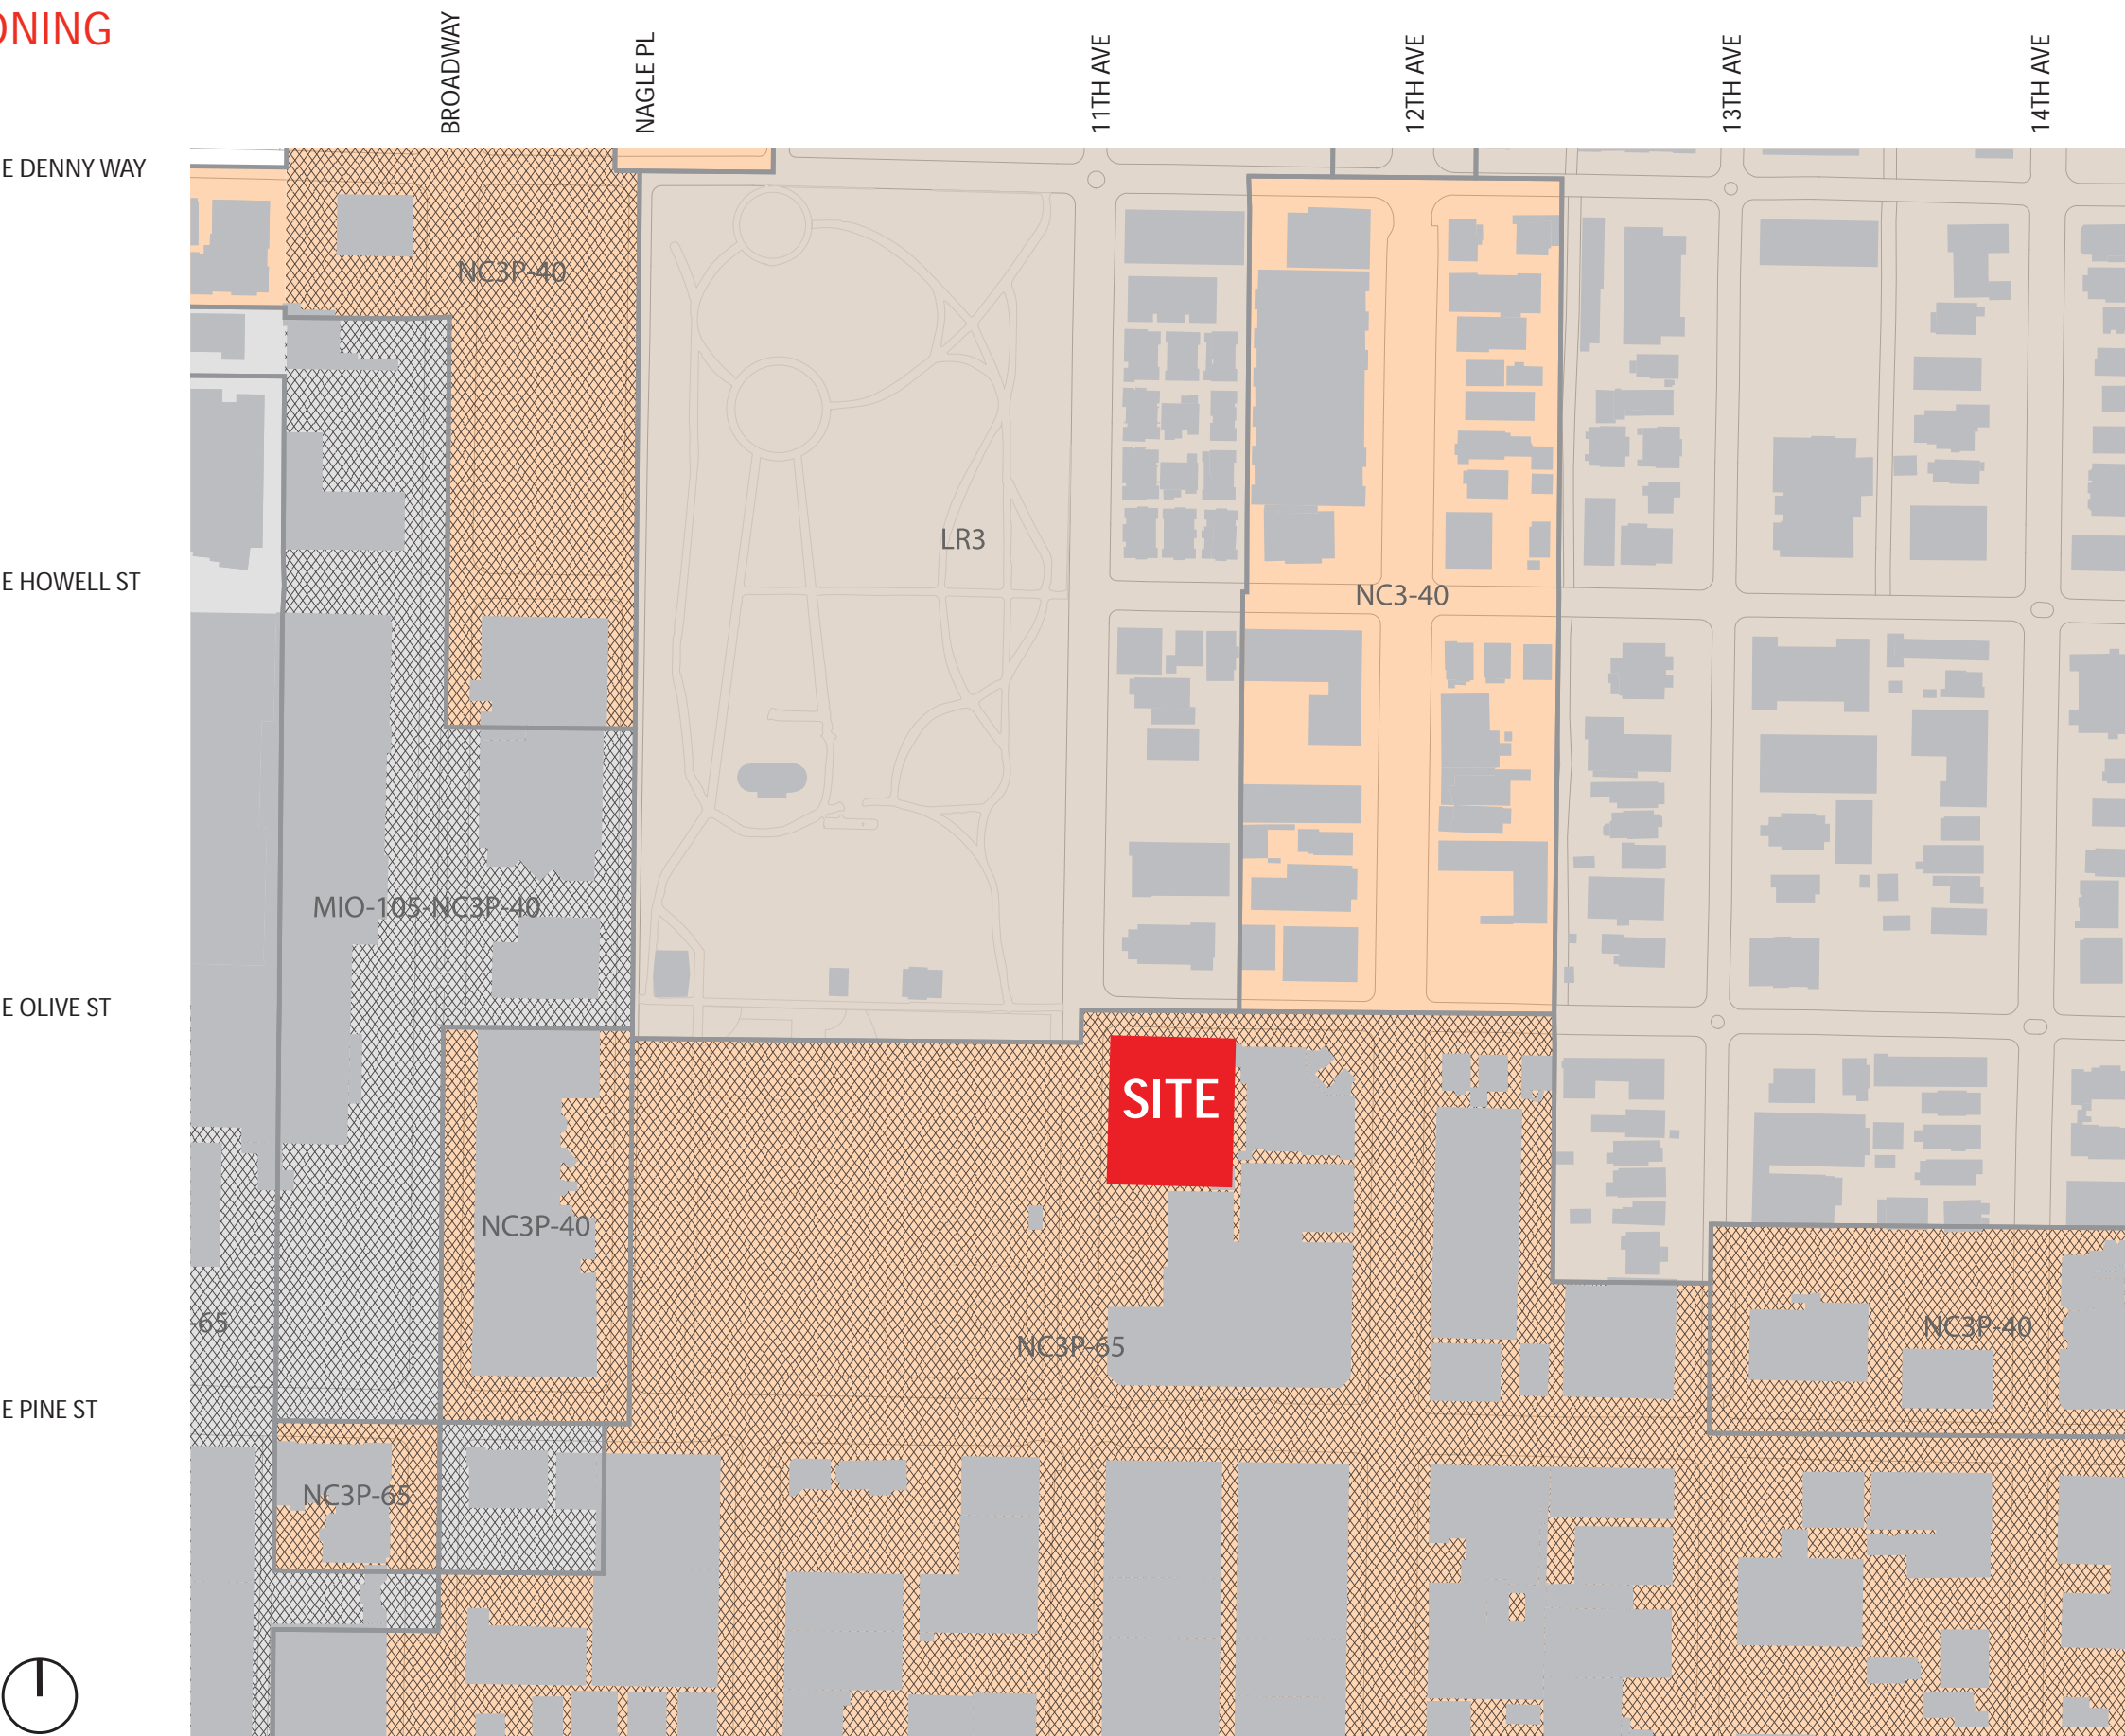 ONING
BROADWAY
NAGLE PL
11TH AVE
12TH AVE
13TH AVE
14TH AVE
E DENNY WAY
NC3P-40
LR3
E HOWELL ST
NC3-40
MIO-105-NC3P-40
E OLIVE ST
SITE
NC3P-40
-65
NC3P-65
NC3P-40
E PINE ST
NC3P-65